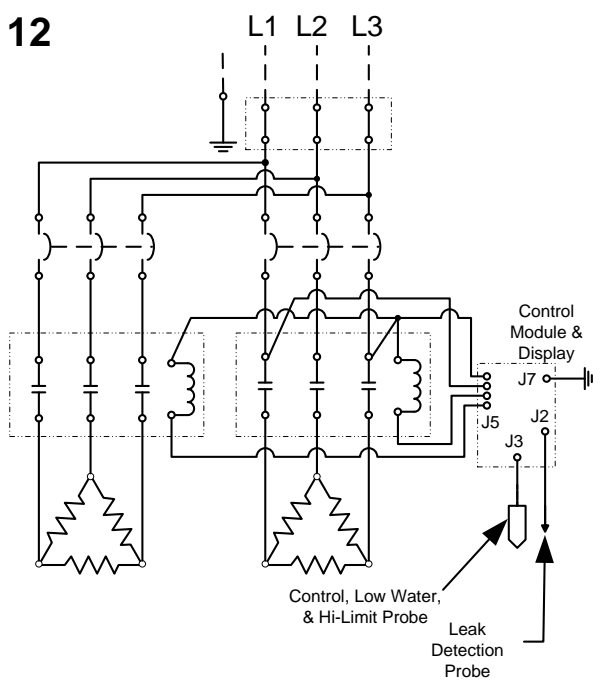 12
L1 L2 L3
Control
Module &
Display
J7
J2
J5
J3
Control, Low Water,
& Hi-Limit Probe
Leak
Detection
Probe